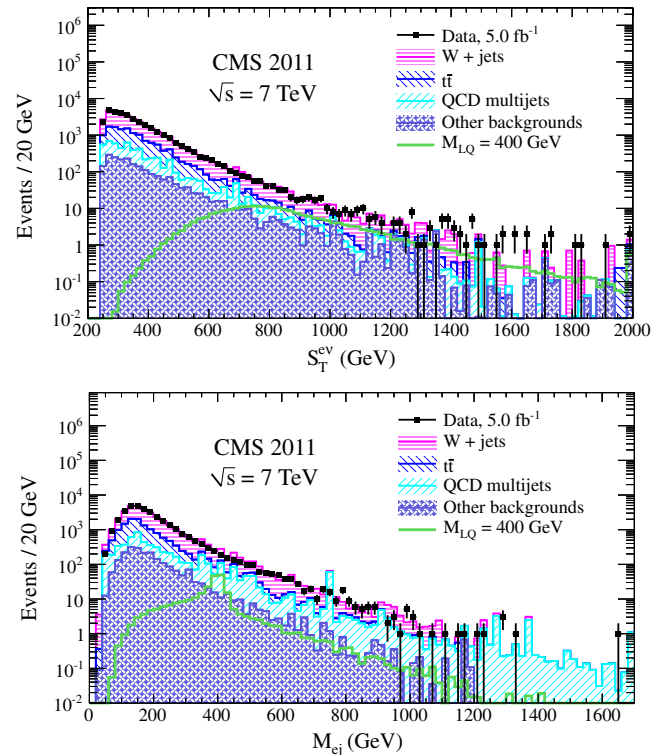 10⁶
10⁵
10⁴
10³
10²
10
1
10⁻¹
10⁻²
Events / 20 GeV
CMS 2011
√s = 7 TeV
Data, 5.0 fb⁻¹
W + jets
tt̄
QCD multijets
Other backgrounds
M_LQ = 400 GeV
200 400 600 800 1000 1200 1400 1600 1800 2000
S_T^eν (GeV)
10⁶
10⁵
10⁴
10³
10²
10
1
10⁻¹
10⁻²
Events / 20 GeV
CMS 2011
√s = 7 TeV
Data, 5.0 fb⁻¹
W + jets
tt̄
QCD multijets
Other backgrounds
M_LQ = 400 GeV
0 200 400 600 800 1000 1200 1400 1600
M_ej (GeV)